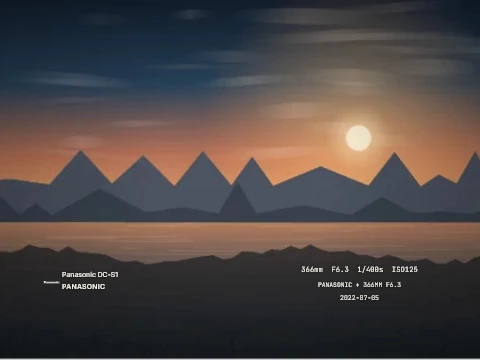 Panasonic DC-S1
PANASONIC
366mm F6.3 1/400s ISO125
PANASONIC + 366MM F6.3
2022-07-05